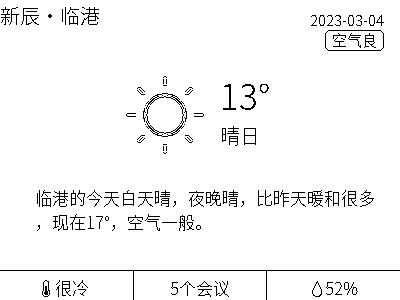 新辰·临港
2023-03-04
空气良
13°
晴日
临港的今天白天晴，夜晚晴，比昨天暖和很多
，现在17°，空气一般。
很冷
5个会议
52%